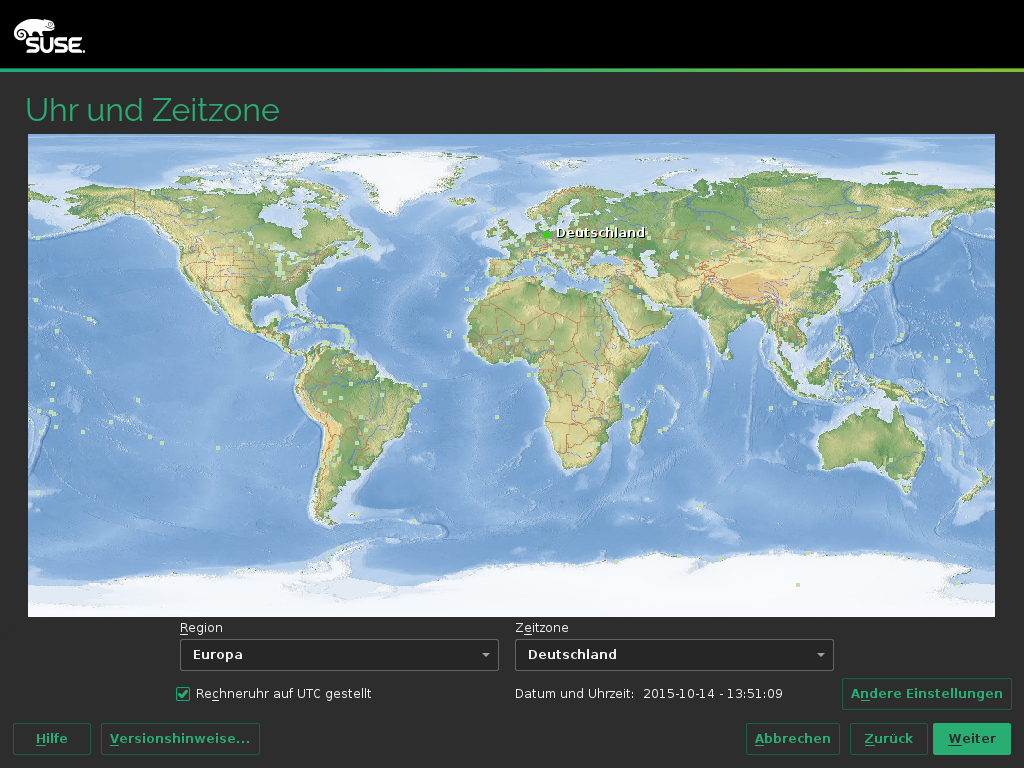 SUSE.
Uhr und Zeitzone
Deutschland
Region
Zeitzone
Europa
Deutschland
Rechneruhr auf UTC gestellt
Datum und Uhrzeit: 2015-10-14 - 13:51:09
Andere Einstellungen
Hilfe
Versionshinweise...
Abbrechen
Zurück
Weiter